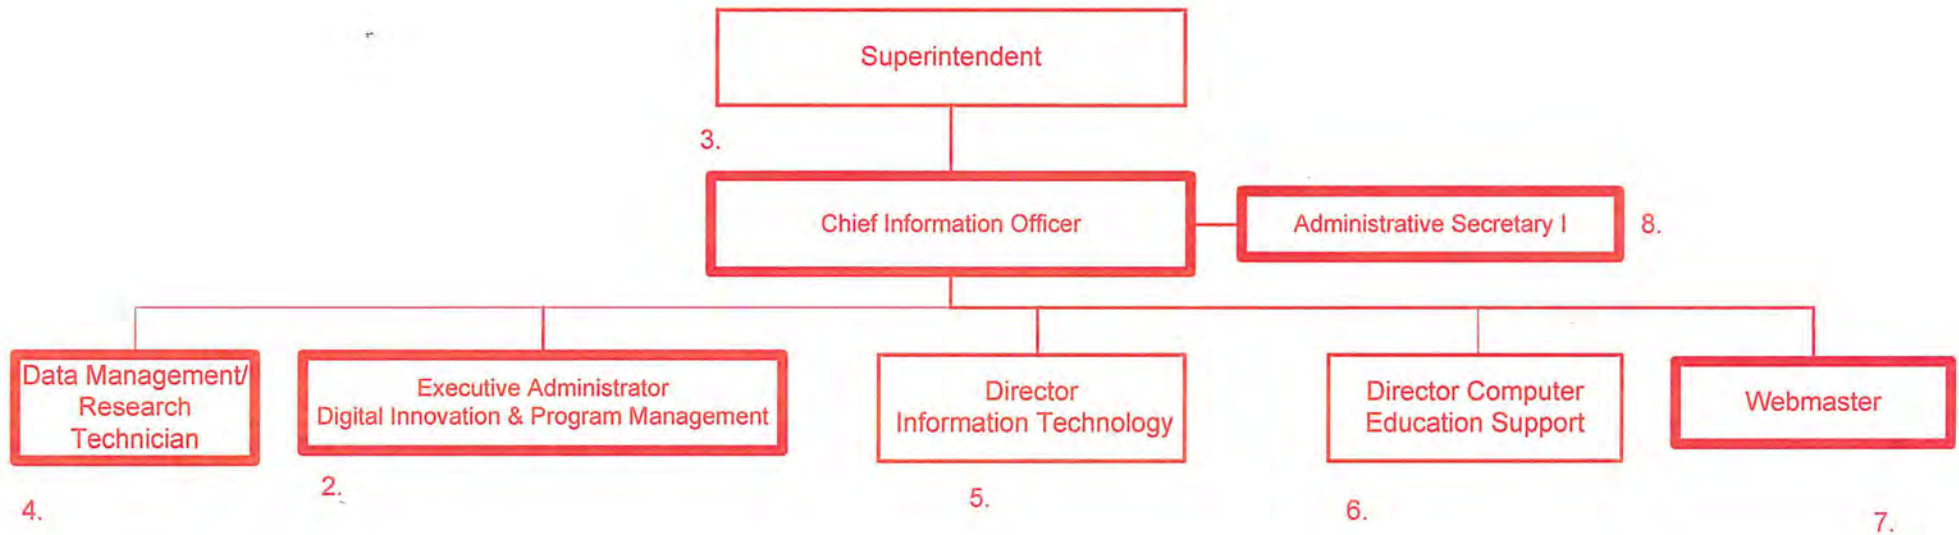 Superintendent
3.
Chief Information Officer
Administrative Secretary I
8.
Data Management/
Research
Technician
Executive Administrator
Digital Innovation & Program Management
Director
Information Technology
Director Computer
Education Support
Webmaster
4.
2.
5.
6.
7.